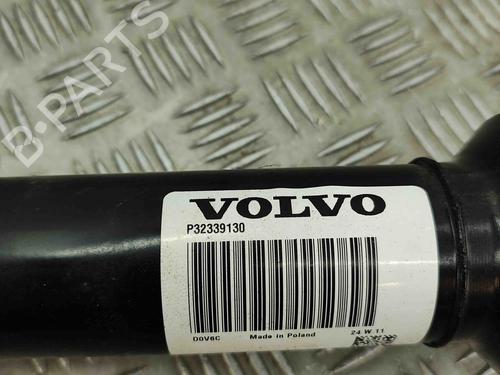 B-PARTS
VOLVO
P32339130
D0V6C Made in Poland 24 W 11